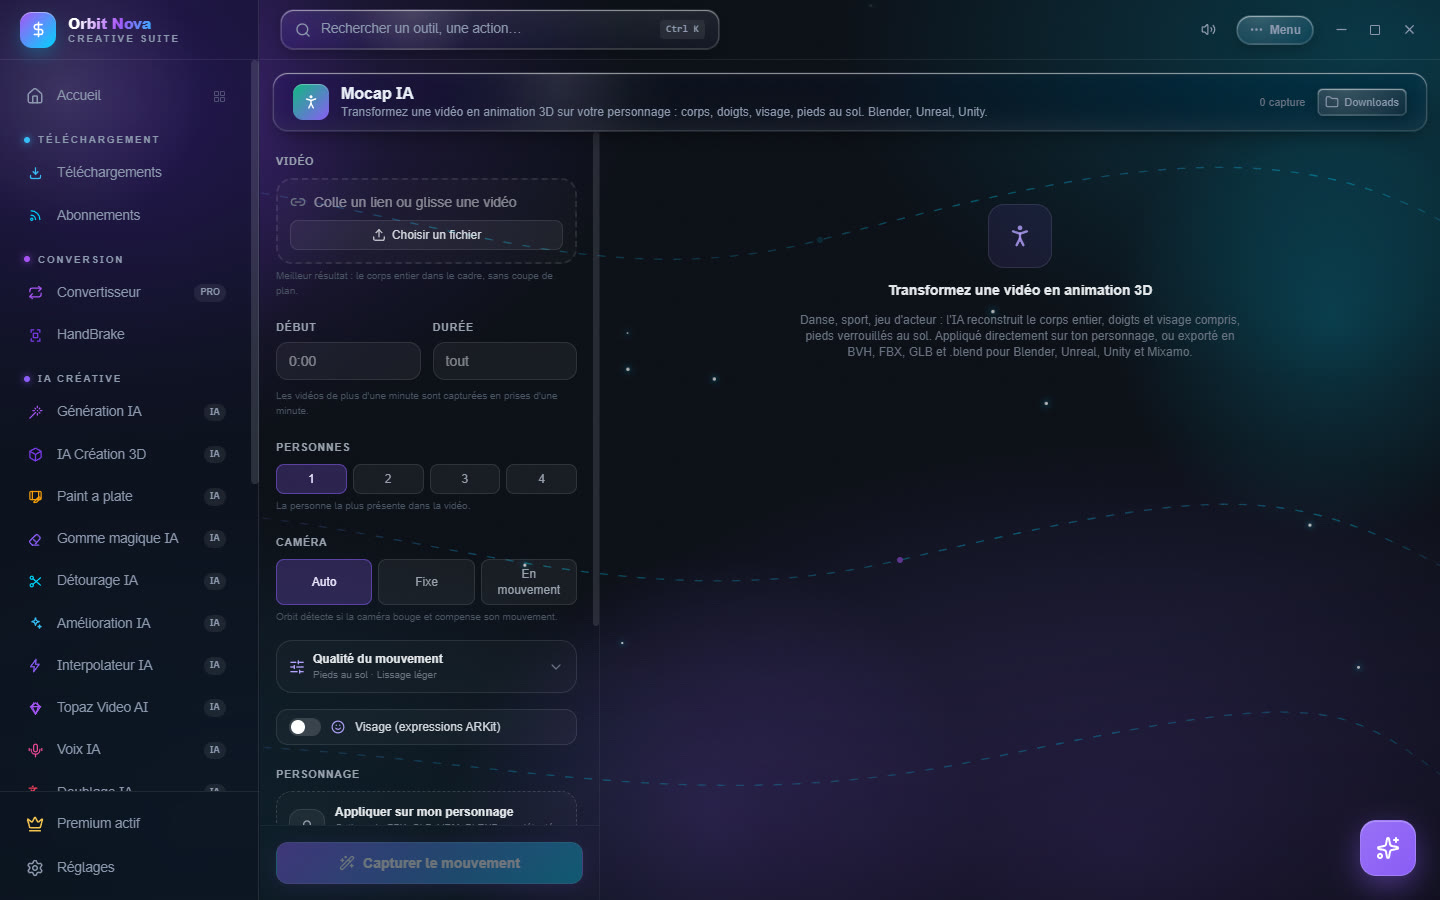 Orbit Nova
CREATIVE SUITE
Rechercher un outil, une action…
Ctrl K
Menu
Accueil
TÉLÉCHARGEMENT
Téléchargements
Abonnements
CONVERSION
Convertisseur PRO
HandBrake
IA CRÉATIVE
Génération IA IA
IA Création 3D IA
Paint a plate IA
Gomme magique IA IA
Détourage IA IA
Amélioration IA IA
Interpolateur IA IA
Topaz Video AI IA
Voix IA IA
Doublage IA IA
Premium actif
Réglages
Mocap IA
Transformez une vidéo en animation 3D sur votre personnage : corps, doigts, visage, pieds au sol. Blender, Unreal, Unity.
0 capture
Downloads
VIDÉO
Colle un lien ou glisse une vidéo
Choisir un fichier
Meilleur résultat : le corps entier dans le cadre, sans coupe de
plan.
DÉBUT DURÉE
0:00 tout
Les vidéos de plus d'une minute sont capturées en prises d'une
minute.
PERSONNES
1 2 3 4
La personne la plus présente dans la vidéo.
CAMÉRA
Auto Fixe En
mouvement
Orbit détecte si la caméra bouge et compense son mouvement.
Qualité du mouvement
Pieds au sol · Lissage léger
Visage (expressions ARKit)
PERSONNAGE
Appliquer sur mon personnage
Capturer le mouvement
Transformez une vidéo en animation 3D
Danse, sport, jeu d'acteur : l'IA reconstruit le corps entier, doigts et visage compris,
pieds verrouillés au sol. Appliqué directement sur ton personnage, ou exporté en
BVH, FBX, GLB et .blend pour Blender, Unreal, Unity et Mixamo.